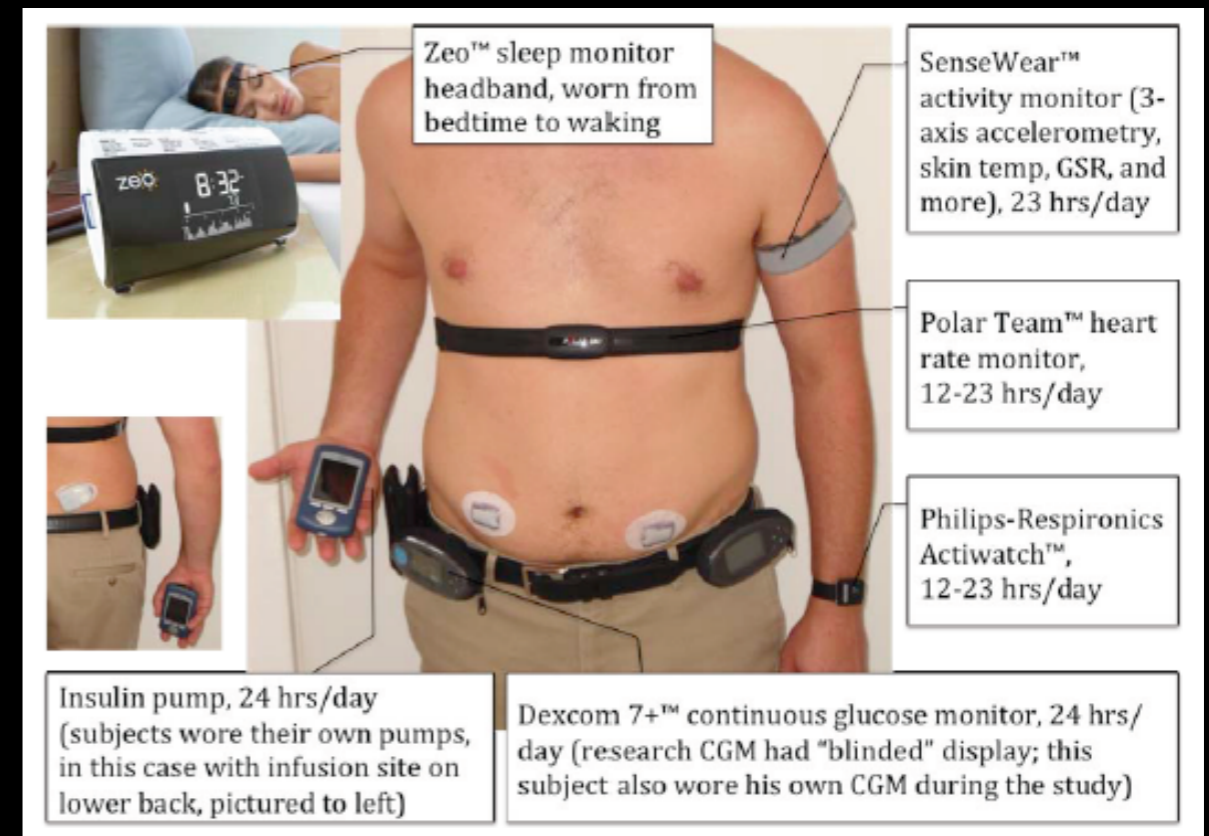 Zeo™ sleep monitor
headband, worn from
bedtime to waking
SenseWear™
activity monitor (3-
axis accelerometry,
skin temp, GSR, and
more), 23 hrs/day
zeo
8:32
Polar Team™ heart
rate monitor,
12-23 hrs/day
Philips-Respironics
Actiwatch™,
12-23 hrs/day
Insulin pump, 24 hrs/day
(subjects wore their own pumps,
in this case with infusion site on
lower back, pictured to left)
Dexcom 7+™ continuous glucose monitor, 24 hrs/
day (research CGM had “blinded” display; this
subject also wore his own CGM during the study)